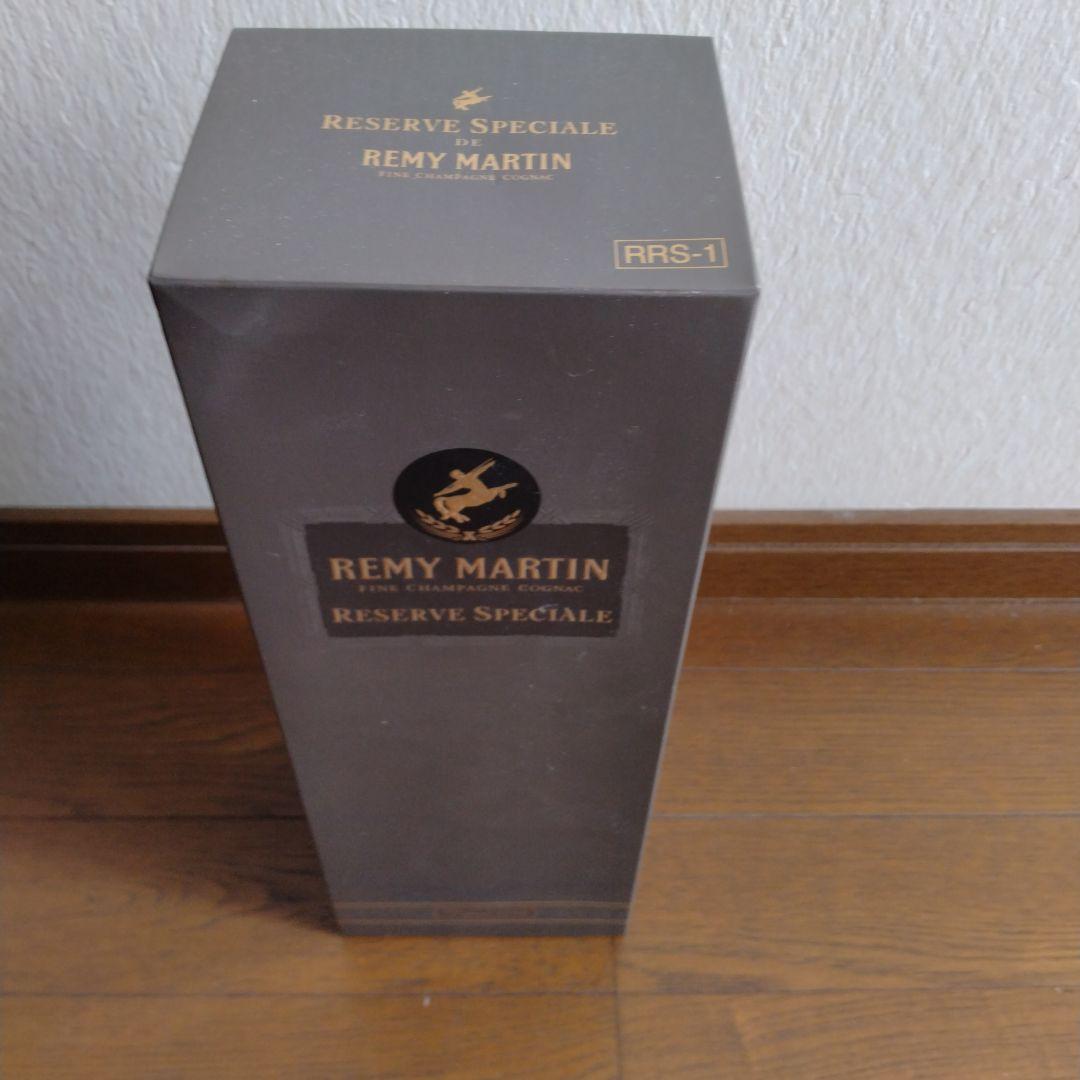 RESERVE SPECIALE
DE
REMY MARTIN
FINE CHAMPAGNE COGNAC
RRS-1
REMY MARTIN
FINE CHAMPAGNE COGNAC
RESERVE SPECIALE